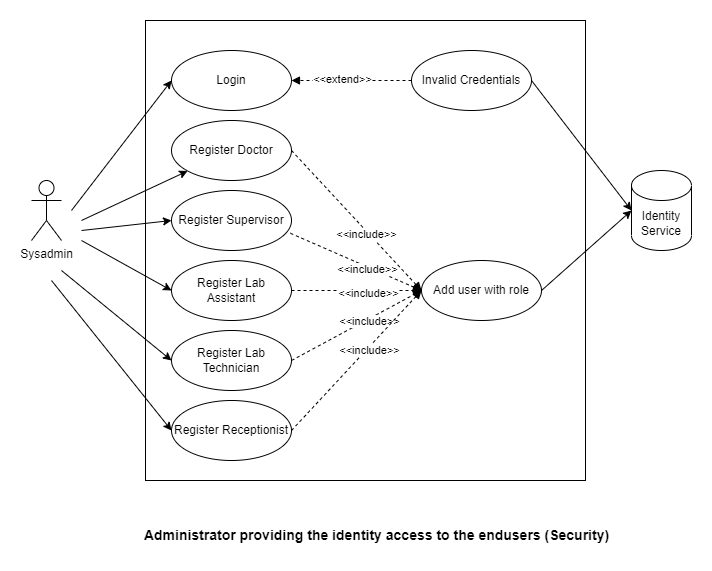 Login
<<extend>>
Invalid Credentials
Register Doctor
Register Supervisor
Sysadmin
Identity
Service
<<include>>
<<include>>
Register Lab
Assistant
<<include>>
Add user with role
<<include>>
Register Lab
Technician
<<include>>
Register Receptionist
Administrator providing the identity access to the endusers (Security)